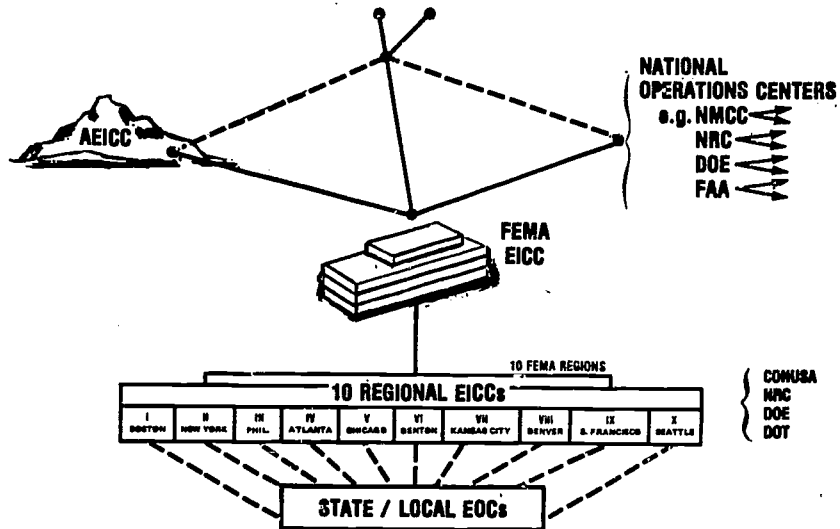 NATIONAL
OPERATIONS CENTERS
e.g. NMCC
NRC
DOE
FAA
AEICC
FEMA
EICC
10 FEMA REGIONS
10 REGIONAL EICCs
I II III IV V VI VII VIII IX X
BOSTON NEW YORK PHIL. ATLANTA CHICAGO DENTON KANSAS CITY DENVER S. FRANCISCO SEATTLE
CONUSA
NRC
DOE
DOT
STATE / LOCAL EOCs